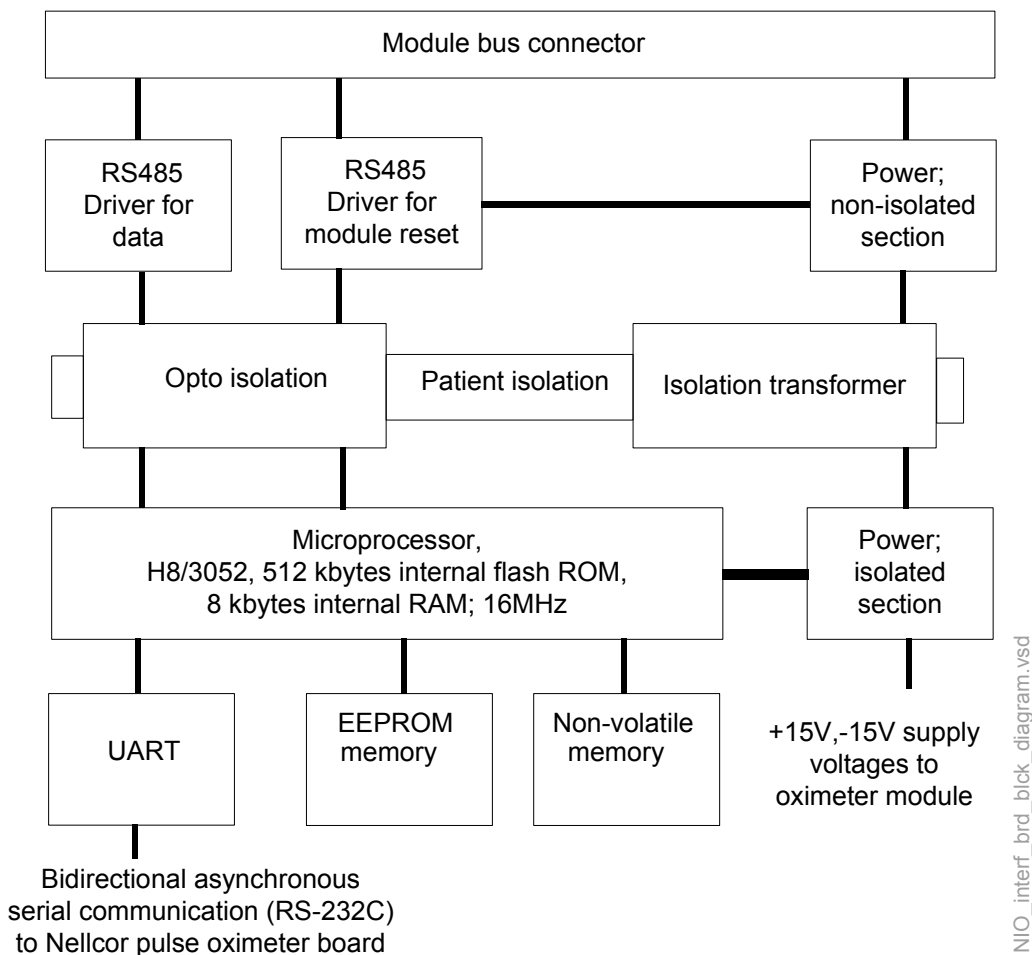 Module bus connector
RS485
Driver for
data
RS485
Driver for
module reset
Power;
non-isolated
section
Opto isolation
Patient isolation
Isolation transformer
Microprocessor,
H8/3052, 512 kbytes internal flash ROM,
8 kbytes internal RAM; 16MHz
Power;
isolated
section
UART
EEPROM
memory
Non-volatile
memory
+15V,-15V supply
voltages to
oximeter module
Bidirectional asynchronous
serial communication (RS-232C)
to Nellcor pulse oximeter board
NIO_interf_brd_blck_diagram.vsd